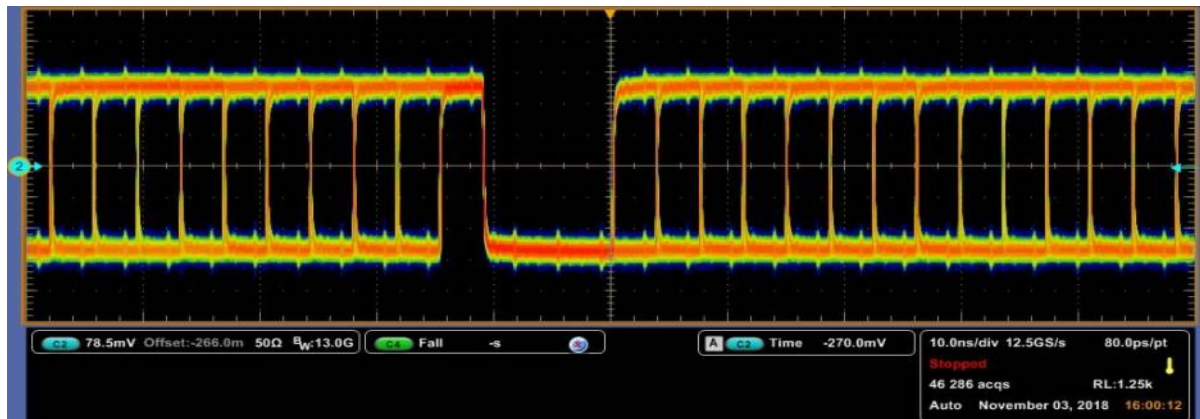 2
C2 78.5mV Offset:-266.0m 50Ω BW:13.0G
C4 Fall -s
A C2 Time -270.0mV
10.0ns/div 12.5GS/s 80.0ps/pt
Stopped
46 286 acqs RL:1.25k
Auto November 03, 2018 16:00:12